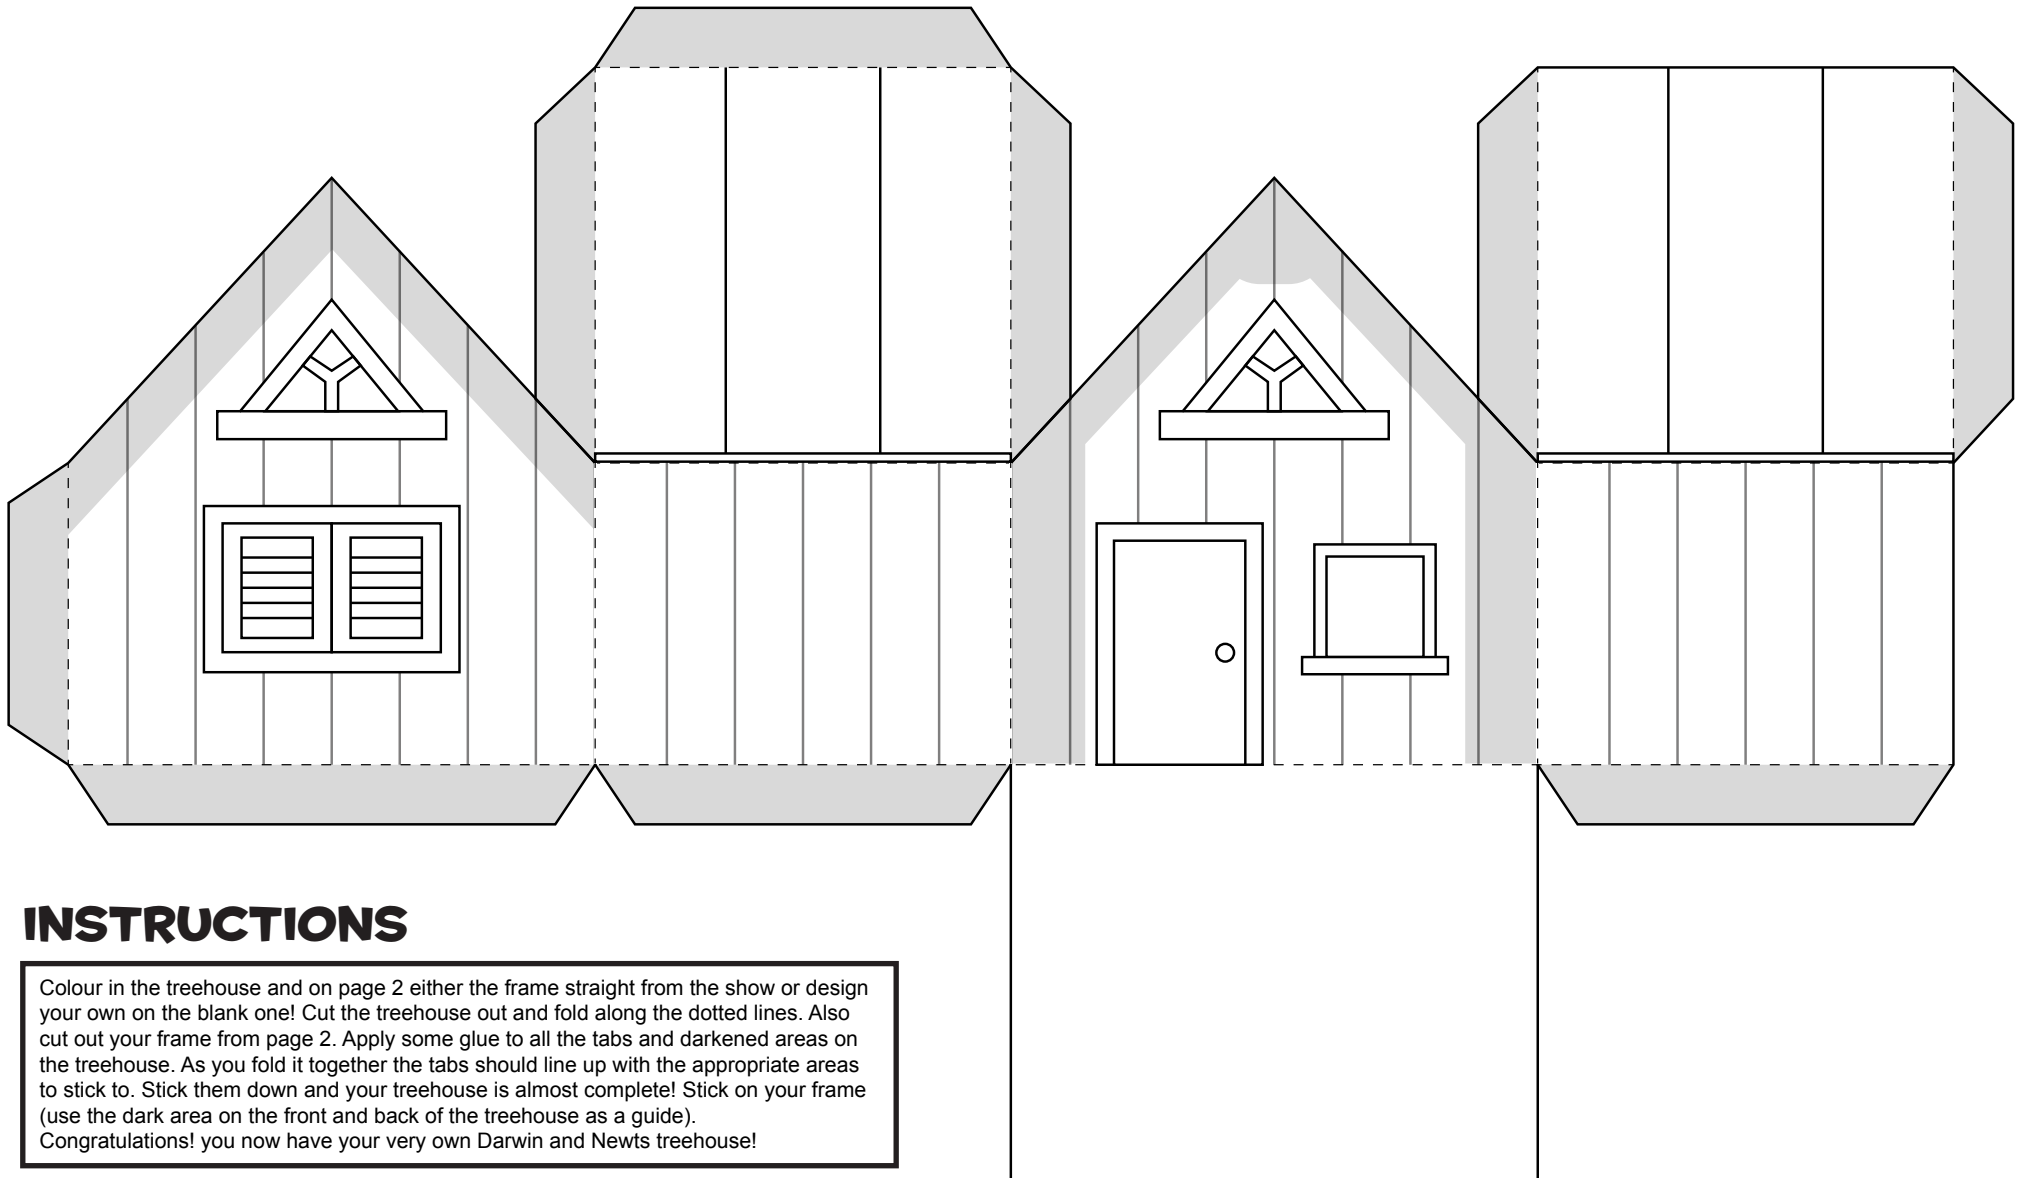 INSTRUCTIONS
Colour in the treehouse and on page 2 either the frame straight from the show or design
your own on the blank one! Cut the treehouse out and fold along the dotted lines. Also
cut out your frame from page 2. Apply some glue to all the tabs and darkened areas on
the treehouse. As you fold it together the tabs should line up with the appropriate areas
to stick to. Stick them down and your treehouse is almost complete! Stick on your frame
(use the dark area on the front and back of the treehouse as a guide).
Congratulations! you now have your very own Darwin and Newts treehouse!